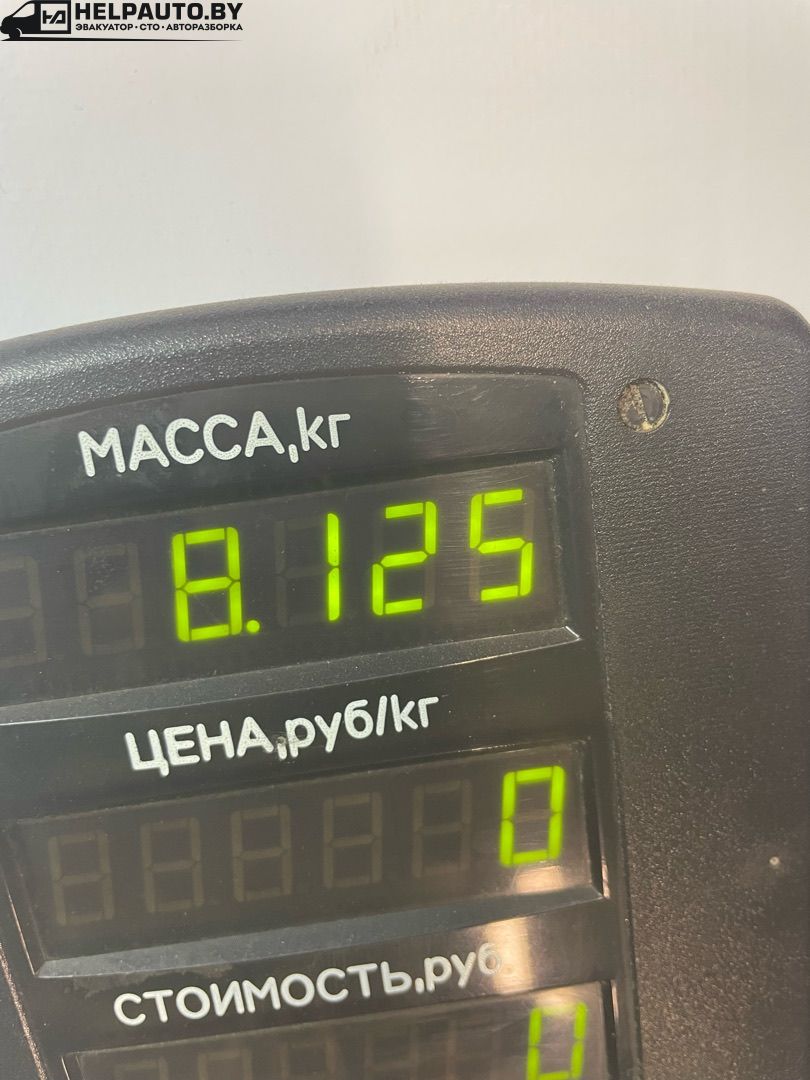 HELPAUTO.BY
ЭВАКУАТОР·СТО·АВТОРАЗБОРКА
МАССА,кг
8.125
ЦЕНА,руб/кг
0
СТОИМОСТЬ,руб.
0